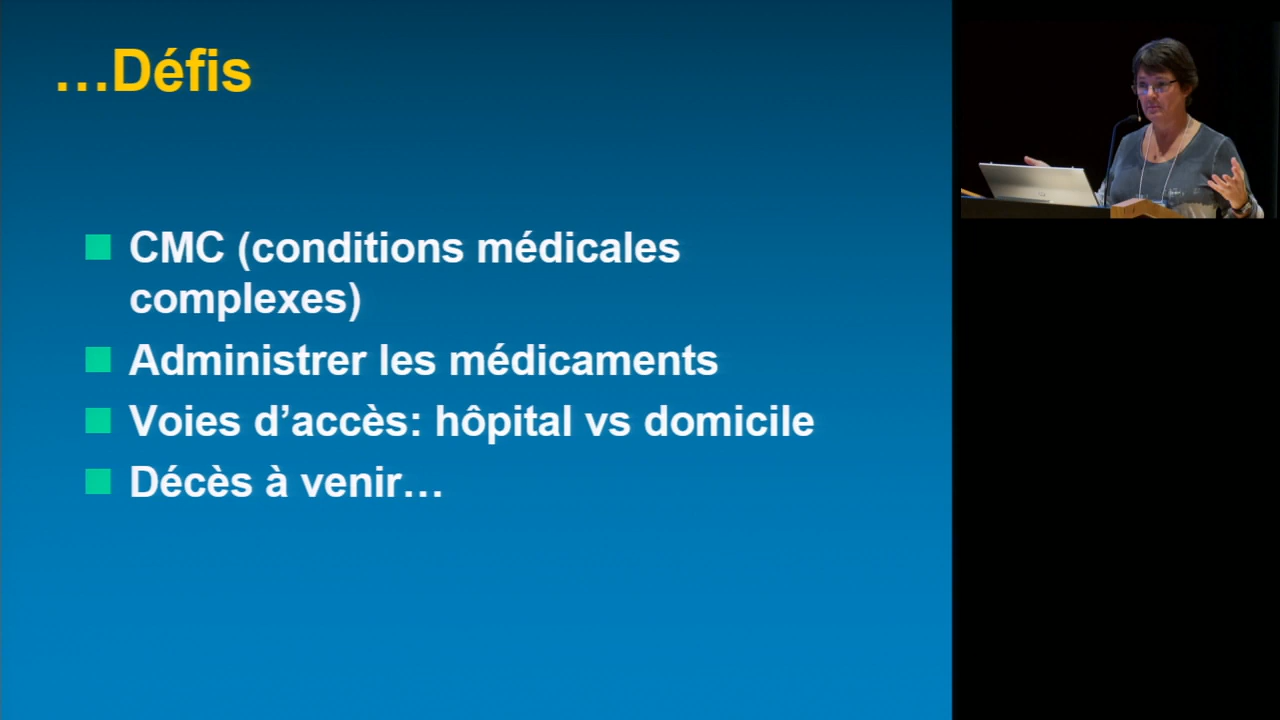 …Défis
CMC (conditions médicales
complexes)
Administrer les médicaments
Voies d’accès: hôpital vs domicile
Décès à venir…